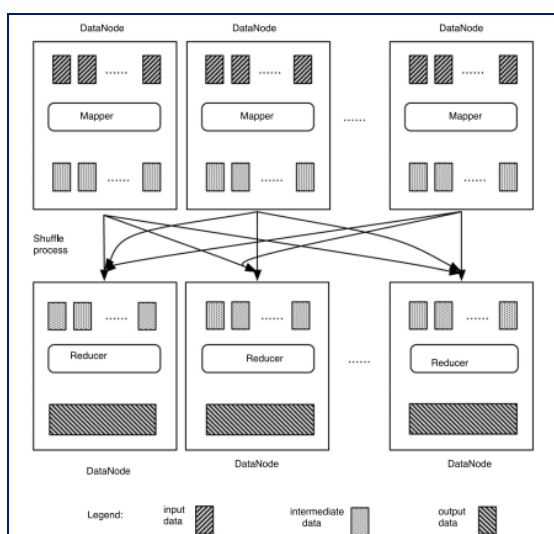 DataNode DataNode DataNode
...... ...... ......
Mapper Mapper ...... Mapper
...... ...... ......
Shuffle
process
...... ...... ......
Reducer Reducer ...... Reducer
DataNode DataNode DataNode
Legend: input
data intermediate
data output
data